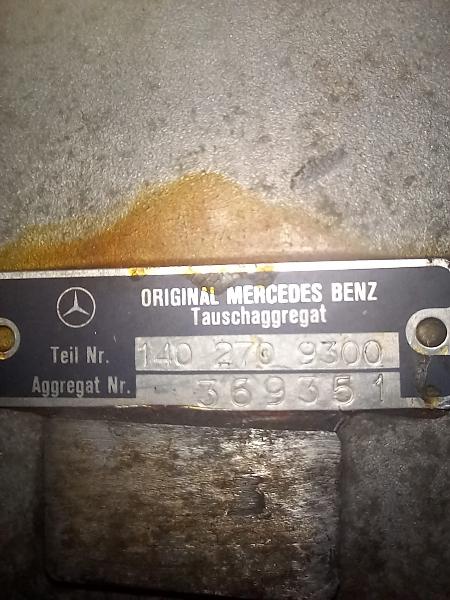 ORIGINAL MERCEDES BENZ
Tauschaggregat
Teil Nr. 140 270 9300
Aggregat Nr. 369351